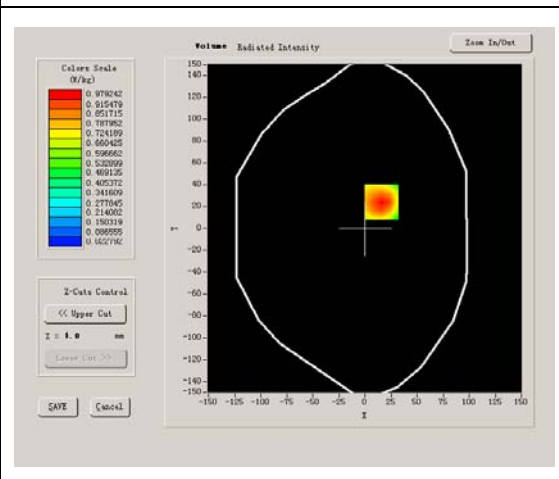 Volume Radiated Intensity
Zoom In/Out
Colors Scale
(W/kg)
0.979242
0.915479
0.851715
0.787952
0.724189
0.660425
0.596662
0.532899
0.469135
0.405372
0.341609
0.277845
0.214082
0.150319
0.086555
0.022792
Z-Cuts Control
<< Upper Cut
Z = 4.0 mm
Lower Cut >>
SAVE
Cancel
150
140
120
100
80
60
40
20
0
-20
-40
-60
-80
-100
-120
-140
-150
Y
-150 -125 -100 -75 -50 -25 0 25 50 75 100 125 150
X